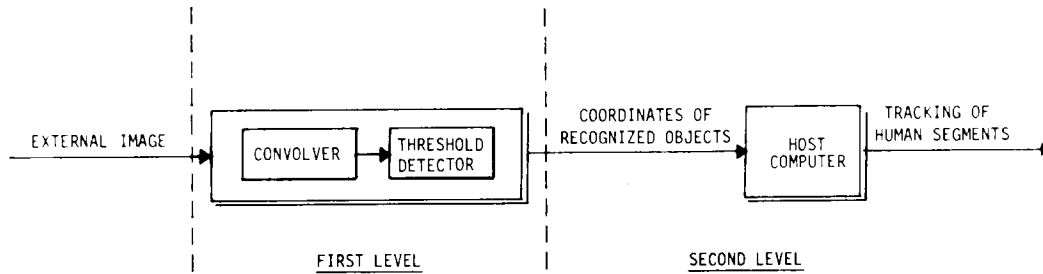 EXTERNAL IMAGE
CONVOLVER
THRESHOLD
DETECTOR
FIRST LEVEL
COORDINATES OF
RECOGNIZED OBJECTS
HOST
COMPUTER
TRACKING OF
HUMAN SEGMENTS
SECOND LEVEL